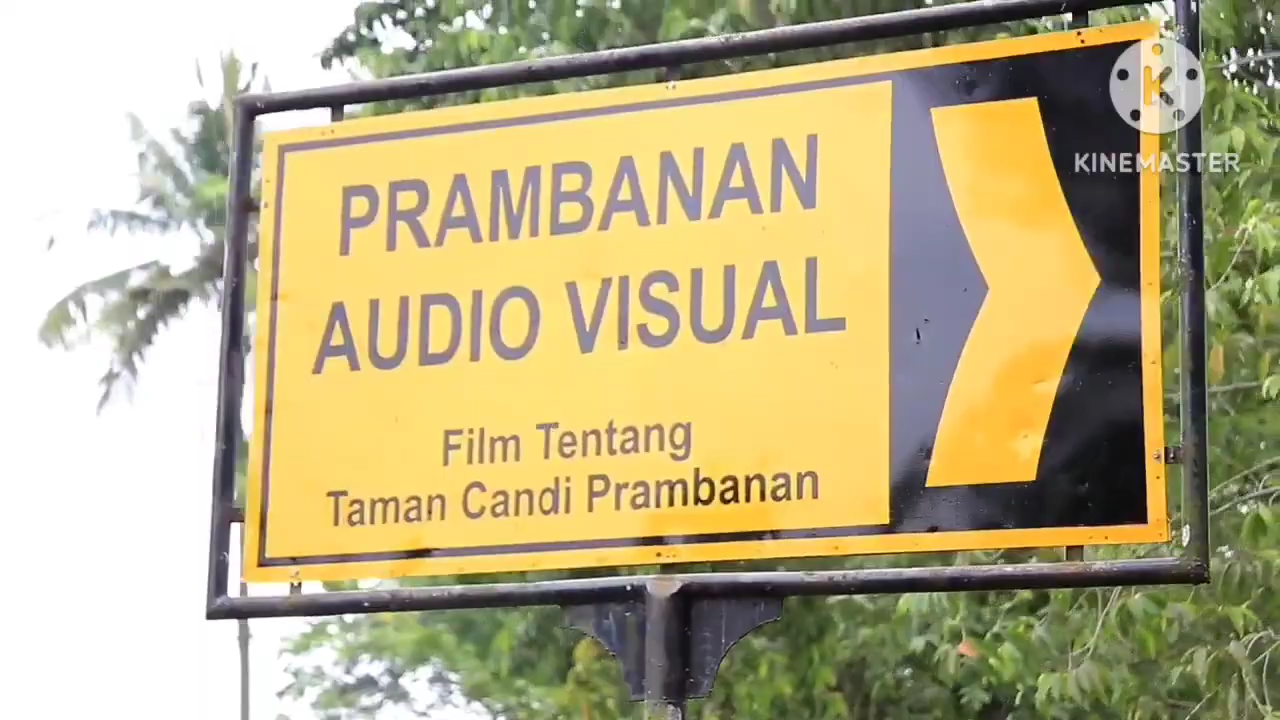 PRAMBANAN
AUDIO VISUAL
Film Tentang
Taman Candi Prambanan
K
KINEMASTER